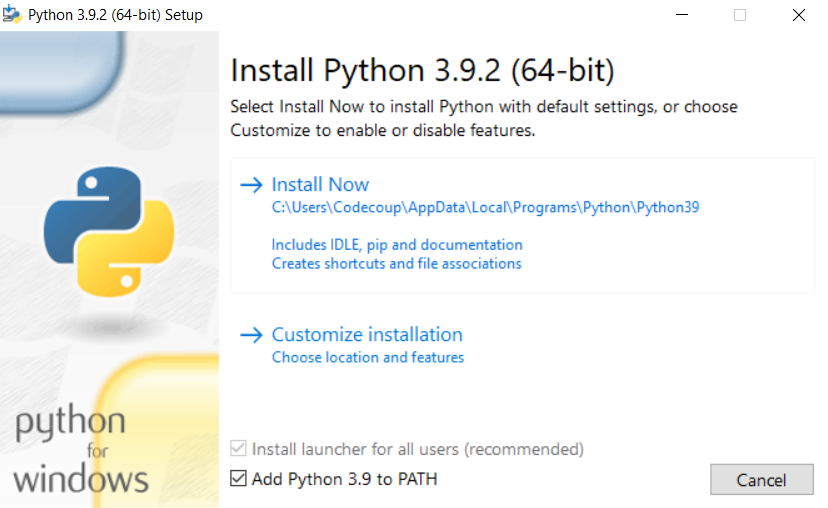 Python 3.9.2 (64-bit) Setup
Install Python 3.9.2 (64-bit)
Select Install Now to install Python with default settings, or choose
Customize to enable or disable features.
Install Now
C:\Users\Codecoup\AppData\Local\Programs\Python\Python39
Includes IDLE, pip and documentation
Creates shortcuts and file associations
Customize installation
Choose location and features
python
for
windows
Install launcher for all users (recommended)
Add Python 3.9 to PATH
Cancel